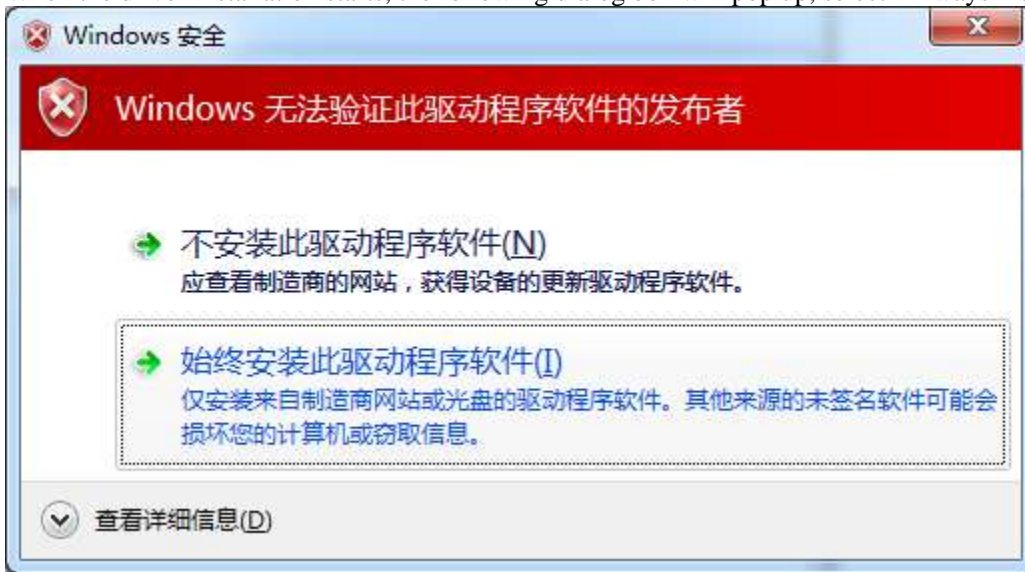 Windows 安全
Windows 无法验证此驱动程序软件的发布者
不安装此驱动程序软件(N)
应查看制造商的网站，获得设备的更新驱动程序软件。
始终安装此驱动程序软件(I)
仅安装来自制造商网站或光盘的驱动程序软件。其他来源的未签名软件可能会
损坏您的计算机或窃取信息。
查看详细信息(D)